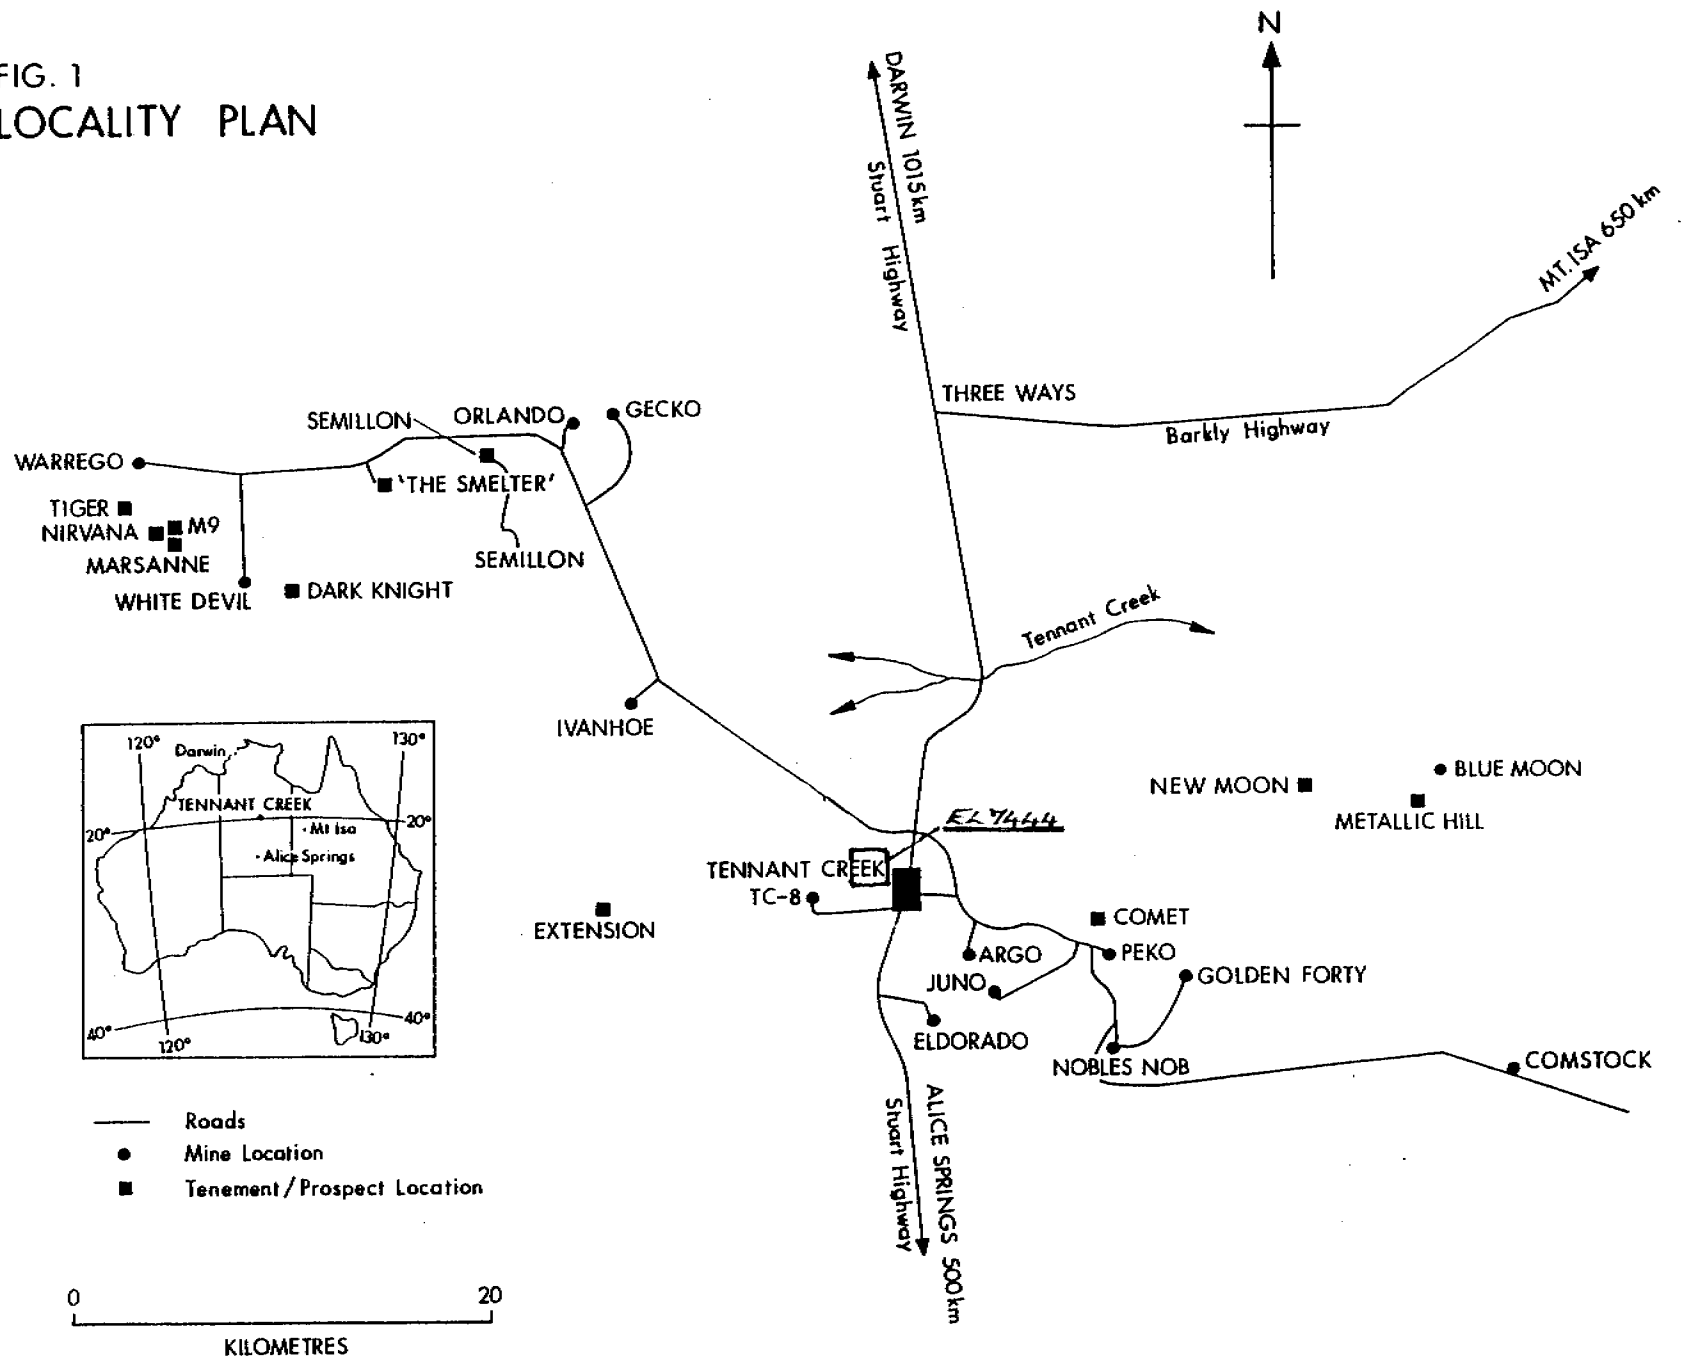 FIG. 1
LOCALITY PLAN
N
DARWIN 1015km
Stuart Highway
MT. ISA 650 km
THREE WAYS
Barkly Highway
SEMILLON
ORLANDO
GECKO
WARREGO
'THE SMELTER'
TIGER
NIRVANA
M9
MARSANNE
SEMILLON
WHITE DEVIL
DARK KNIGHT
Tennant Creek
IVANHOE
120°
130°
Darwin
TENNANT CREEK
20°
20°
Mt Isa
Alice Springs
40°
40°
120°
130°
NEW MOON
BLUE MOON
METALLIC HILL
EL 7444
TENNANT CREEK
TC-8
EXTENSION
COMET
ARGO
PEKO
JUNO
GOLDEN FORTY
ELDORADO
NOBLES NOB
COMSTOCK
ALICE SPRINGS 500km
Stuart Highway
Roads
Mine Location
Tenement/Prospect Location
0 20
KILOMETRES